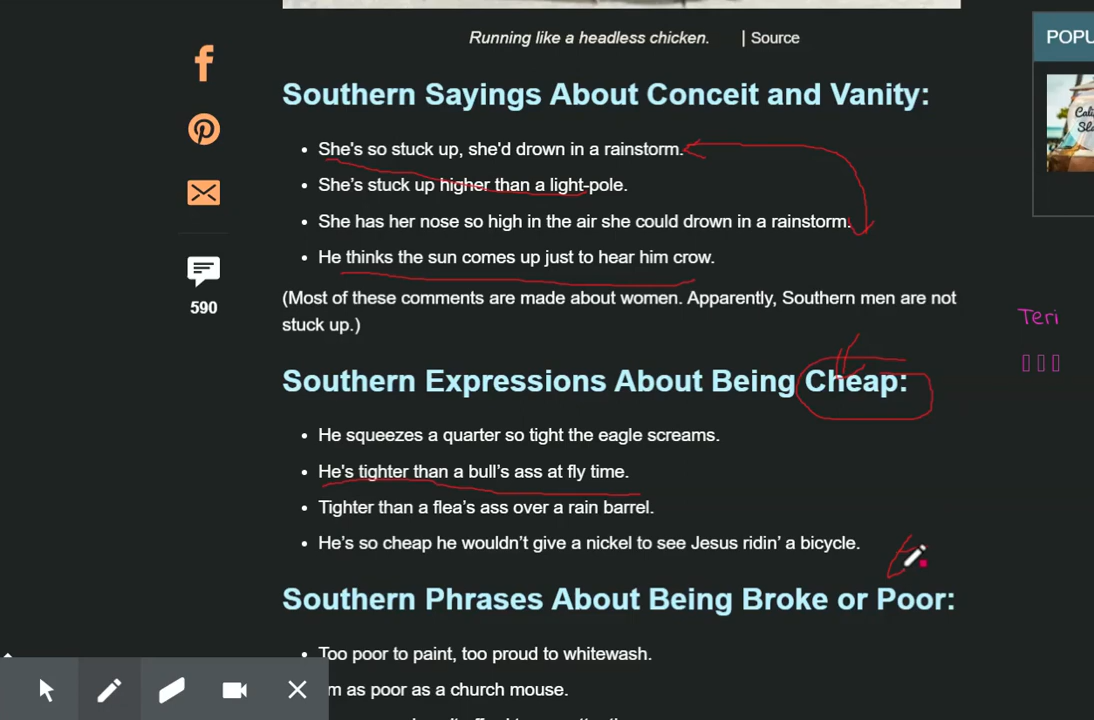 Running like a headless chicken. | Source
POPU
Southern Sayings About Conceit and Vanity:
• She's so stuck up, she'd drown in a rainstorm.
• She's stuck up higher than a light-pole.
• She has her nose so high in the air she could drown in a rainstorm.
• He thinks the sun comes up just to hear him crow.
590
(Most of these comments are made about women. Apparently, Southern men are not
stuck up.)
Teri
Southern Expressions About Being Cheap:
• He squeezes a quarter so tight the eagle screams.
• He's tighter than a bull's ass at fly time.
• Tighter than a flea's ass over a rain barrel.
• He's so cheap he wouldn't give a nickel to see Jesus ridin' a bicycle.
Southern Phrases About Being Broke or Poor:
• Too poor to paint, too proud to whitewash.
m as poor as a church mouse.